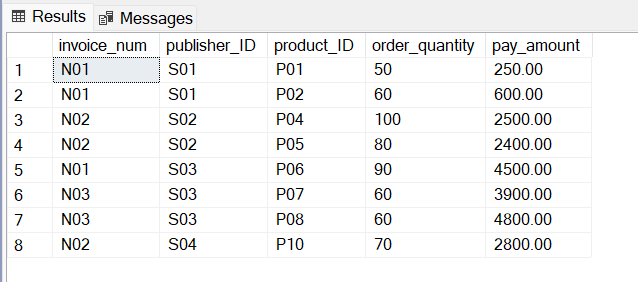 Results Messages
invoice_num publisher_ID product_ID order_quantity pay_amount
1 N01 S01 P01 50 250.00
2 N01 S01 P02 60 600.00
3 N02 S02 P04 100 2500.00
4 N02 S02 P05 80 2400.00
5 N01 S03 P06 90 4500.00
6 N03 S03 P07 60 3900.00
7 N03 S03 P08 60 4800.00
8 N02 S04 P10 70 2800.00